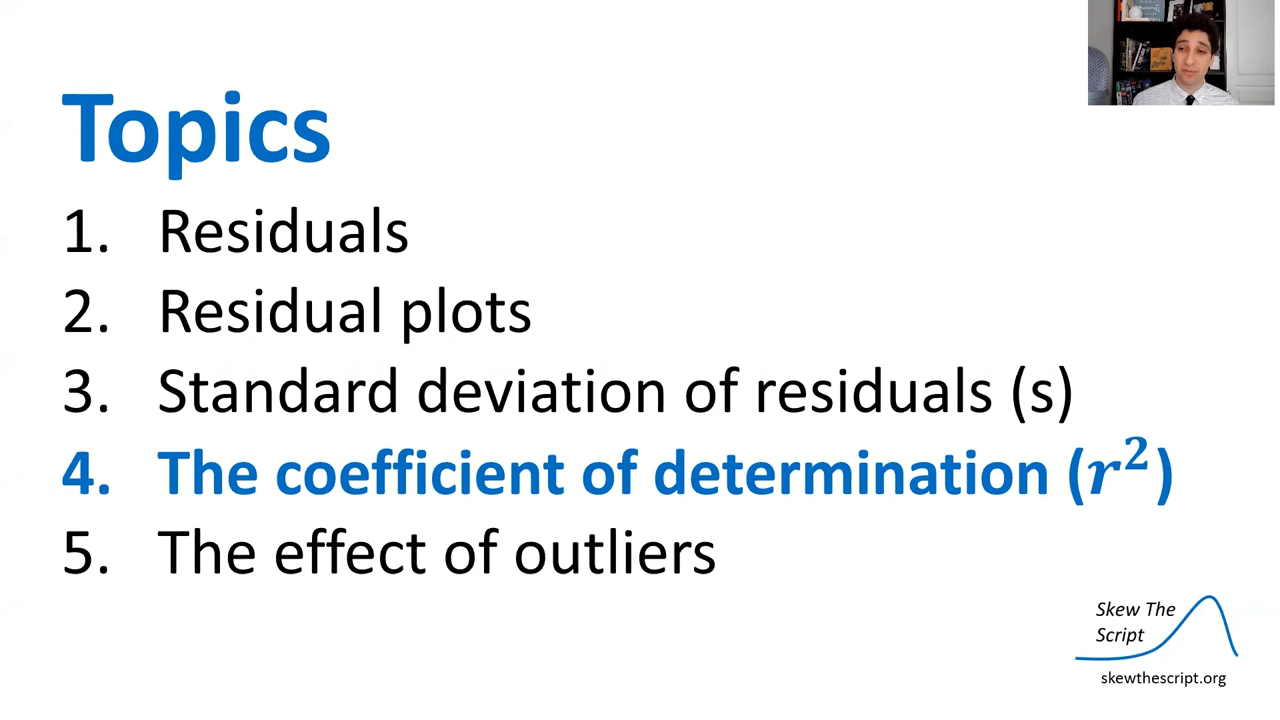 Topics
1. Residuals
2. Residual plots
3. Standard deviation of residuals (s)
4. The coefficient of determination (r²)
5. The effect of outliers
Skew The
Script
skewthescript.org